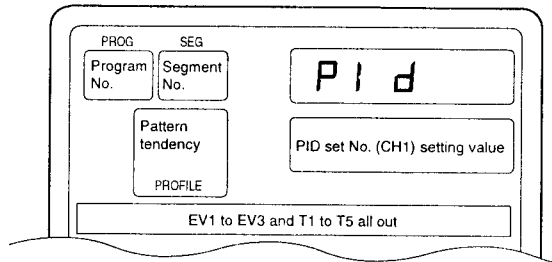 PROG SEG
Program No.
Segment No.
PId
Pattern tendency
PID set No. (CH1) setting value
PROFILE
EV1 to EV3 and T1 to T5 all out